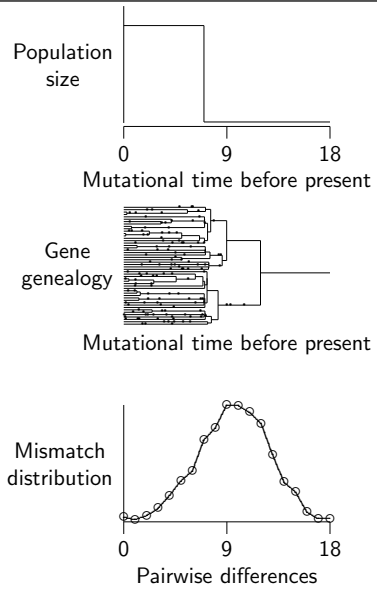 Population
size
0 9 18
Mutational time before present
Gene
genealogy
Mutational time before present
Mismatch
distribution
0 9 18
Pairwise differences